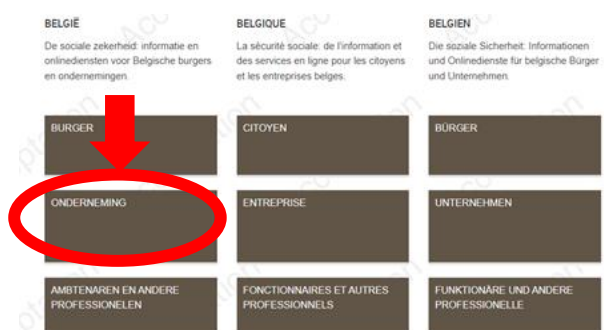 BELGIË
De sociale zekerheid: informatie en
onlinediensten voor Belgische burgers
en ondernemingen.
BURGER
ONDERNEMING
AMBTENAREN EN ANDERE
PROFESSIONELEN
BELGIQUE
La sécurité sociale: de l'information et
des services en ligne pour les citoyens
et les entreprises belges.
CITOYEN
ENTREPRISE
FONCTIONNAIRES ET AUTRES
PROFESSIONNELS
BELGIEN
Die soziale Sicherheit: Informationen
und Onlinedienste für belgische Bürger
und Unternehmen.
BÜRGER
UNTERNEHMEN
FUNKTIONÄRE UND ANDERE
PROFESSIONELLE